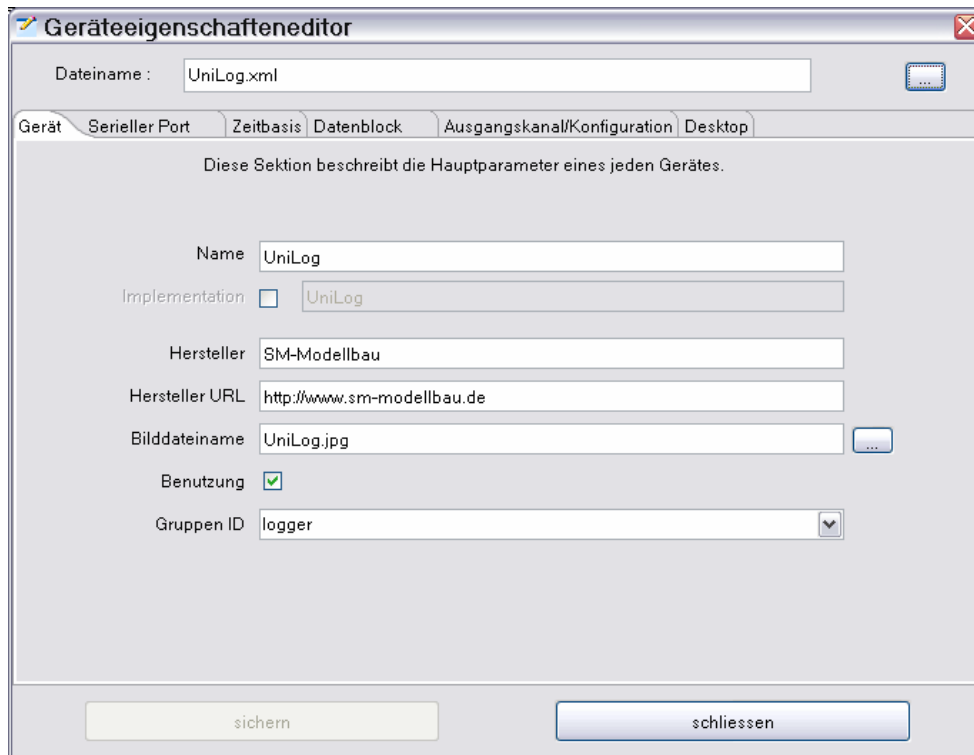 Geräteeigenschafteneditor
Dateiname : UniLog.xml ...
Gerät Serieller Port Zeitbasis Datenblock Ausgangskanal/Konfiguration Desktop
Diese Sektion beschreibt die Hauptparameter eines jeden Gerätes.
Name UniLog
Implementation UniLog
Hersteller SM-Modellbau
Hersteller URL http://www.sm-modellbau.de
Bilddateiname UniLog.jpg ...
Benutzung
Gruppen ID logger
sichern schliessen